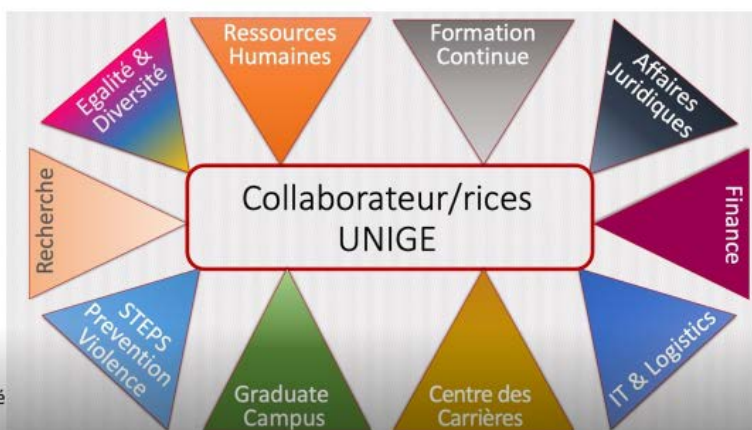 Ressources
Humaines
Formation
Continue
Egalité &
Diversité
Affaires
Juridiques
Recherche
Collaborateur/rices
UNIGE
Finance
STEPS
Prevention
Violence
Graduate
Campus
Centre des
Carrières
IT & Logistics